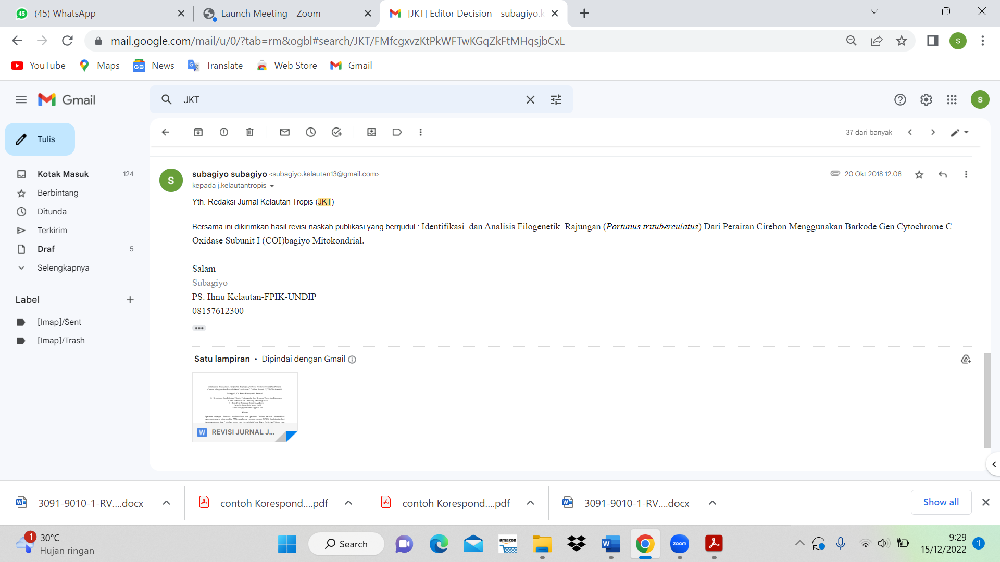 (45) WhatsApp
Launch Meeting - Zoom
[JKT] Editor Decision - subagiyo.k
mail.google.com/mail/u/0/?tab=rm&ogbl#search/JKT/FMfcgxvzKtPkWFTwKGqZkFtMHqsjbCxL
S
YouTube
Maps
News
Translate
Web Store
Gmail
Gmail
JKT
S
Tulis
37 dari banyak
Kotak Masuk 124
Berbintang
Ditunda
Terkirim
Draf 5
Selengkapnya
Label
[Imap]/Sent
[Imap]/Trash
S
subagiyo subagiyo <subagiyo.kelautan13@gmail.com>
20 Okt 2018 12.08
kepada j.kelautantropis
Yth. Redaksi Jurnal Kelautan Tropis (JKT)
Bersama ini dikirimkan hasil revisi naskah publikasi yang berrjudul : Identifikasi dan Analisis Filogenetik Rajungan (Portunus trituberculatus) Dari Perairan Cirebon Menggunakan Barkode Gen Cytochrome C
Oxidase Subunit I (COI)bagiyo Mitokondrial.
Salam
Subagiyo
PS. Ilmu Kelautan-FPIK-UNDIP
08157612300
Satu lampiran • Dipindai dengan Gmail
W REVISI JURNAL J...
3091-9010-1-RV....docx
contoh Korespond....pdf
contoh Korespond....pdf
3091-9010-1-RV....docx
Show all
1
30°C
Hujan ringan
Search
amazon
W
zoom
9:29
15/12/2022
1